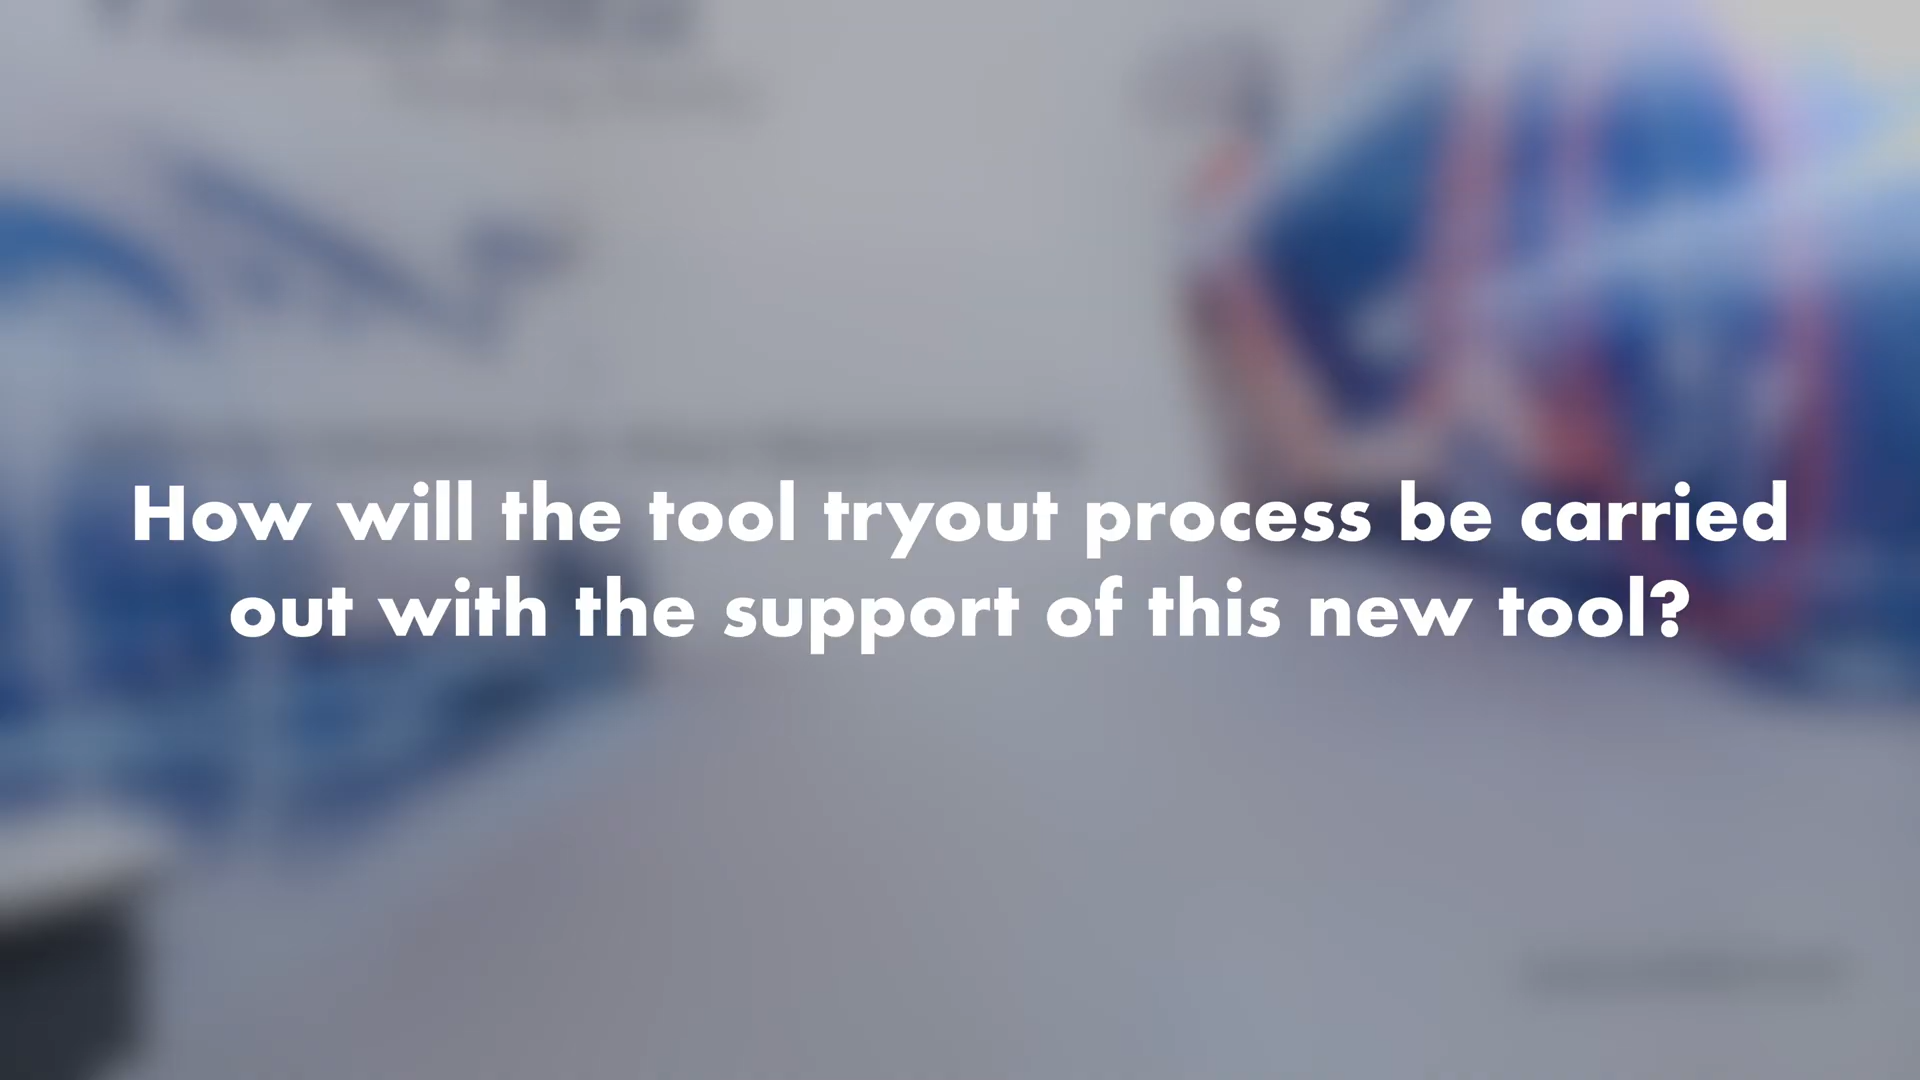 How will the tool tryout process be carried
out with the support of this new tool?